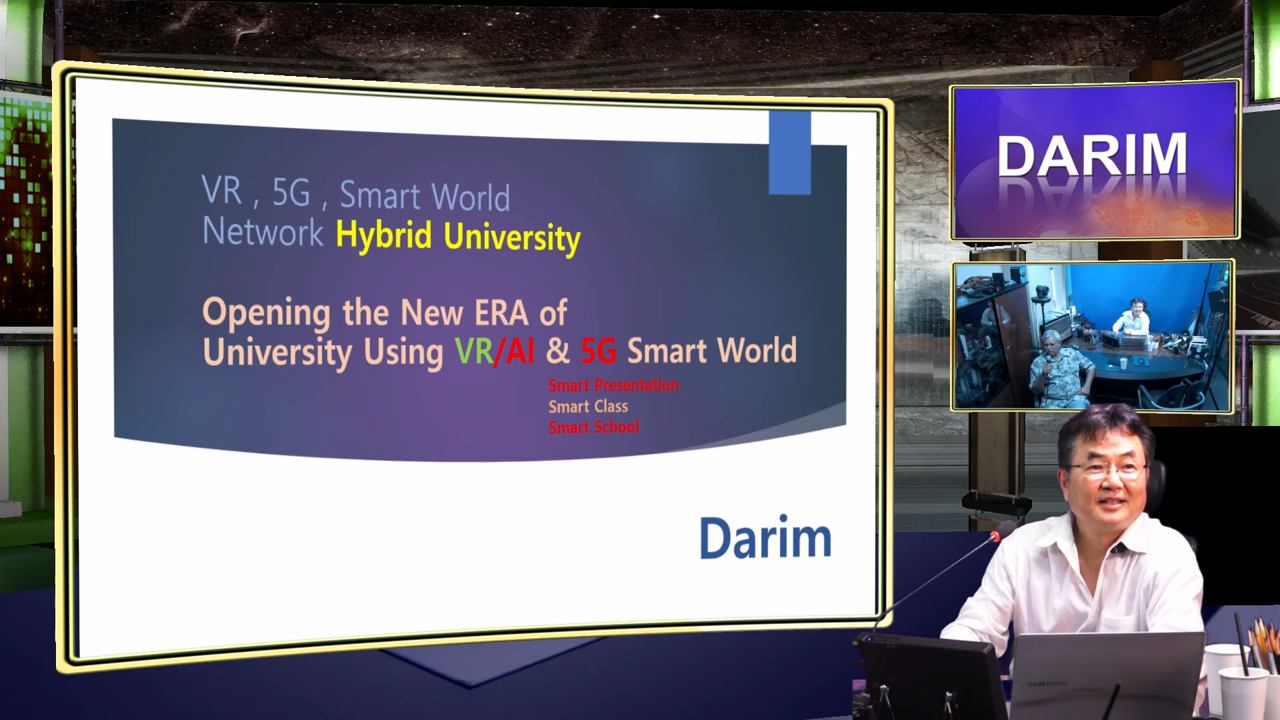 VR , 5G , Smart World
Network Hybrid University
Opening the New ERA of
University Using VR/AI & 5G Smart World
Smart Presentation
Smart Class
Smart School
Darim
DARIM
SAMSUNG